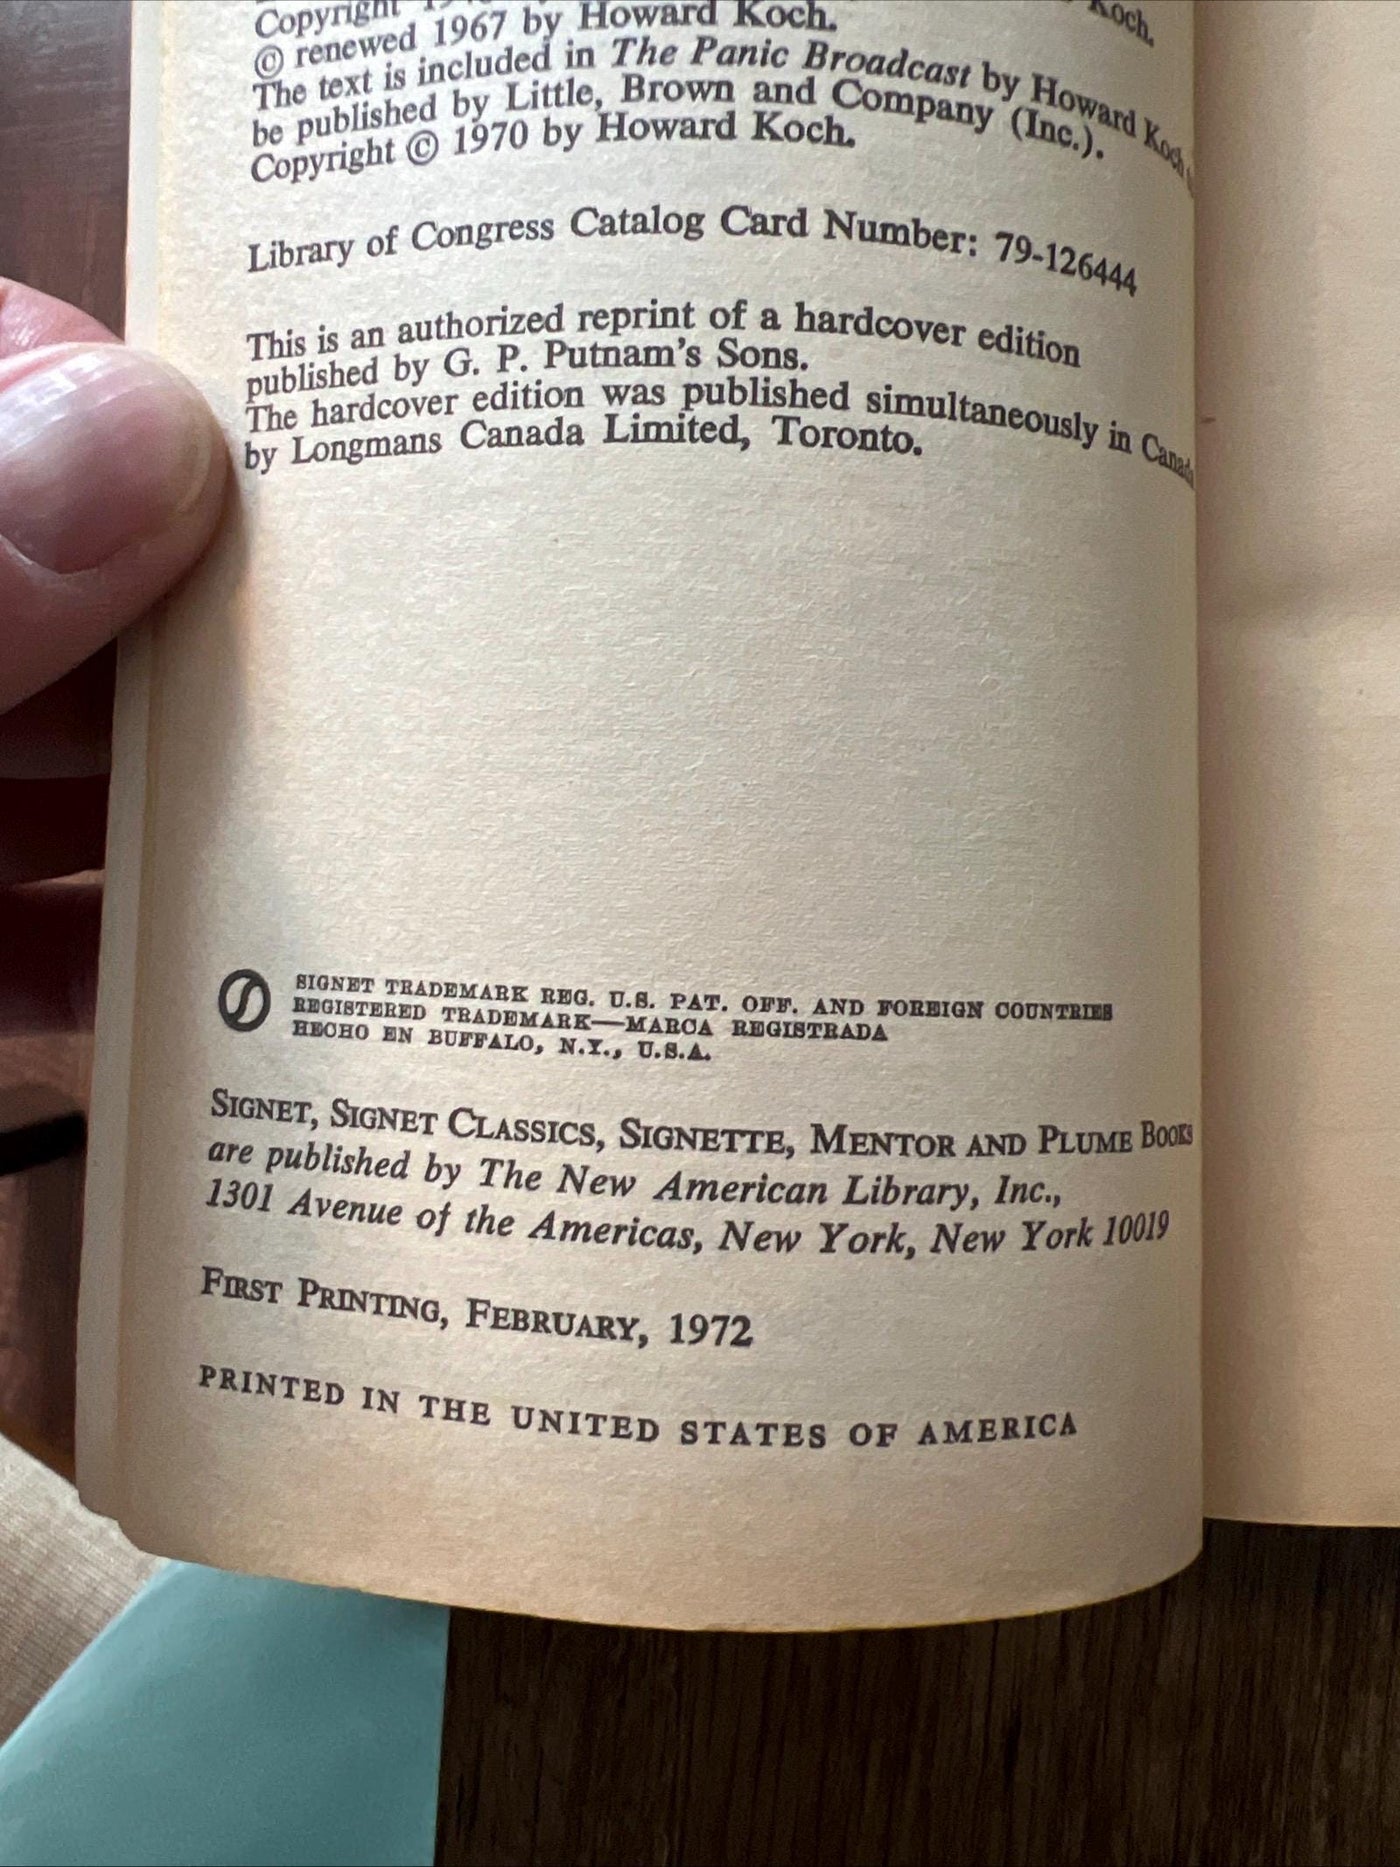 Copyright
Koch.
© renewed 1967 by Howard Koch.
The text is included in The Panic Broadcast by Howard Koch
be published by Little, Brown and Company (Inc.).
Copyright © 1970 by Howard Koch.
Library of Congress Catalog Card Number: 79-126444
This is an authorized reprint of a hardcover edition
published by G. P. Putnam's Sons.
The hardcover edition was published simultaneously in Canada
by Longmans Canada Limited, Toronto.
SIGNET TRADEMARK REG. U.S. PAT. OFF. AND FOREIGN COUNTRIES
REGISTERED TRADEMARK—MARCA REGISTRADA
HECHO EN BUFFALO, N.Y., U.S.A.
SIGNET, SIGNET CLASSICS, SIGNETTE, MENTOR AND PLUME BOOKS
are published by The New American Library, Inc.,
1301 Avenue of the Americas, New York, New York 10019
FIRST PRINTING, FEBRUARY, 1972
PRINTED IN THE UNITED STATES OF AMERICA